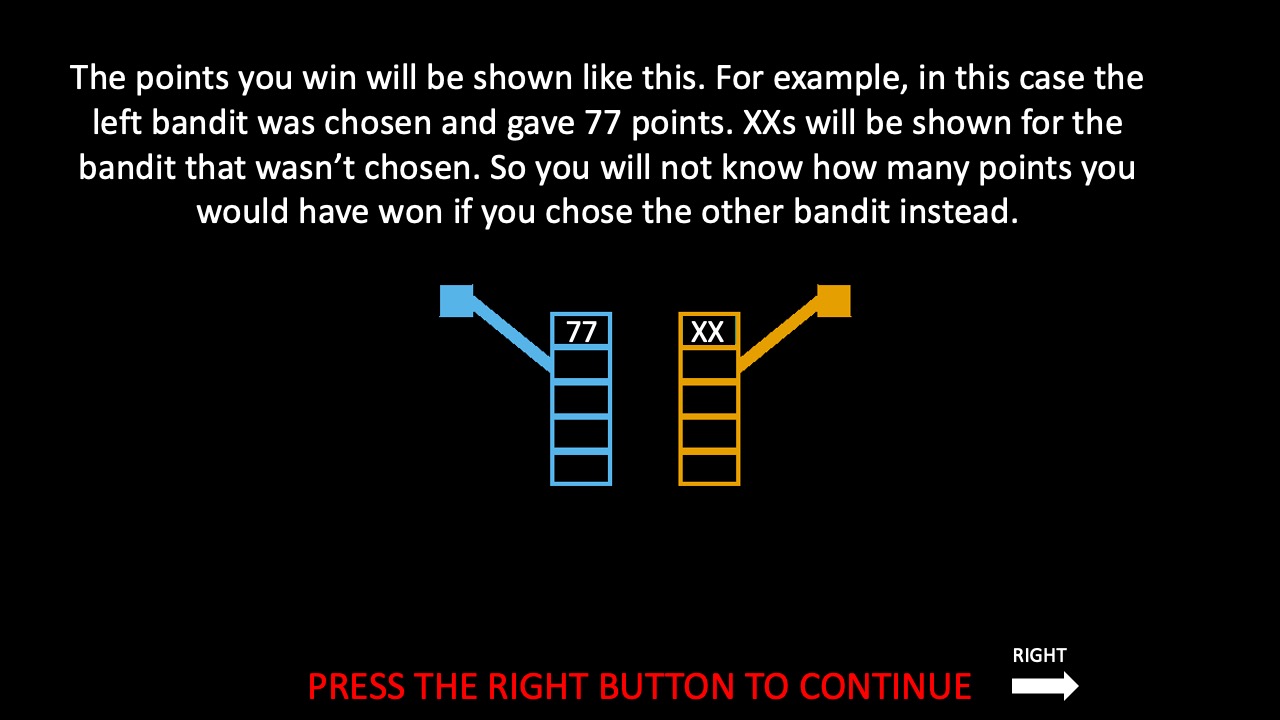 The points you win will be shown like this. For example, in this case the
left bandit was chosen and gave 77 points. XXs will be shown for the
bandit that wasn’t chosen. So you will not know how many points you
would have won if you chose the other bandit instead.
77 XX
RIGHT
PRESS THE RIGHT BUTTON TO CONTINUE